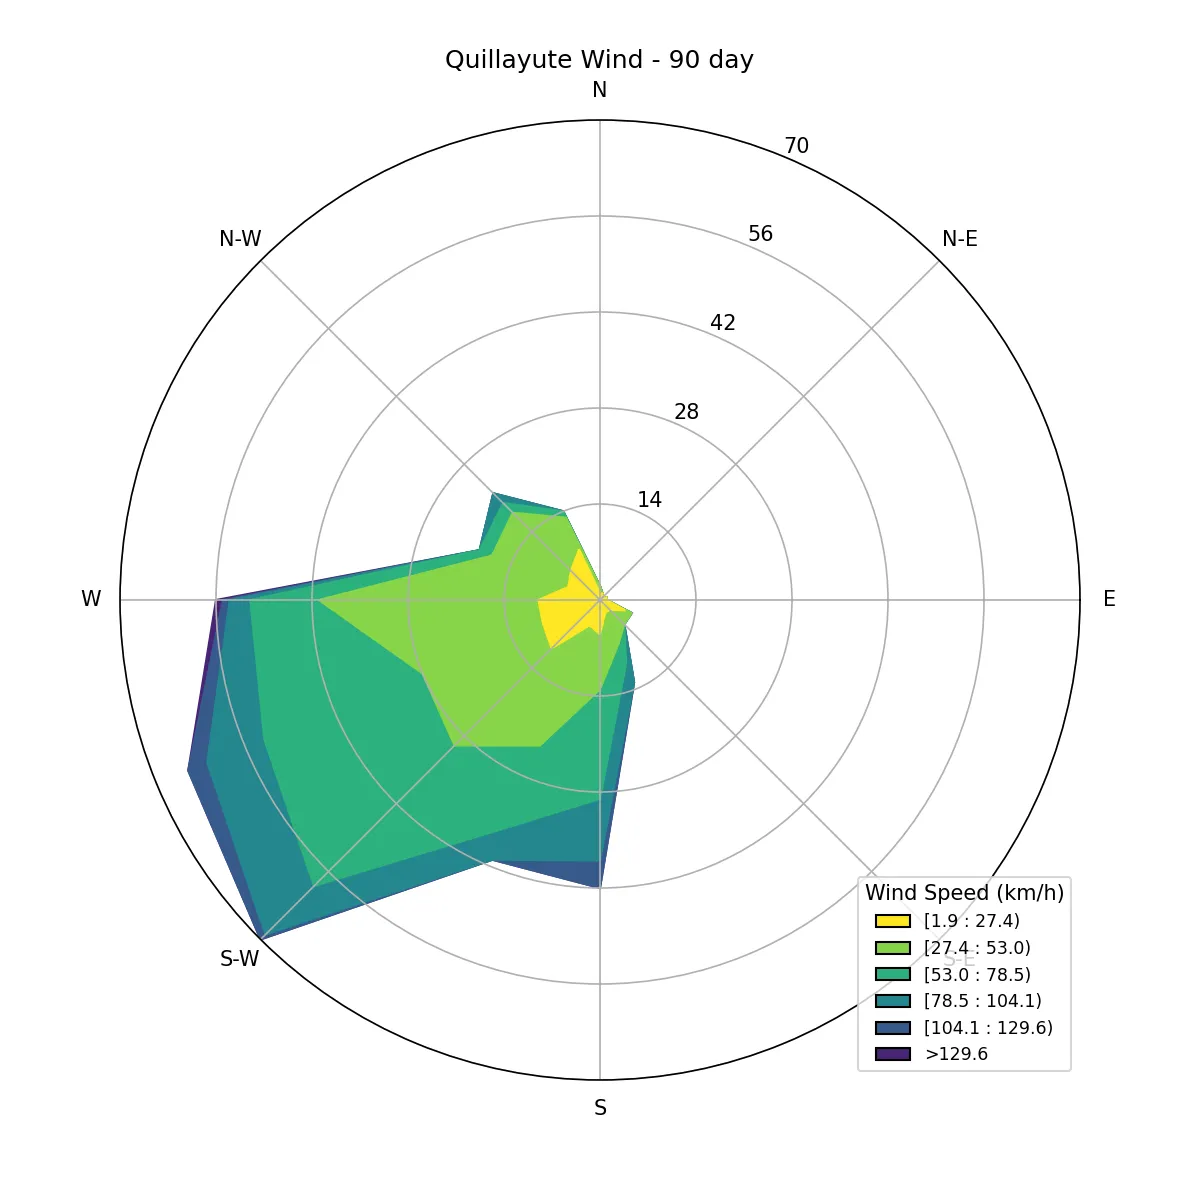 Quillayute Wind - 90 day
N
70
N-W
56
N-E
42
28
14
W
E
Wind Speed (km/h)
[1.9 : 27.4)
[27.4 : 53.0)
S-W
S-E
[53.0 : 78.5)
[78.5 : 104.1)
[104.1 : 129.6)
>129.6
S